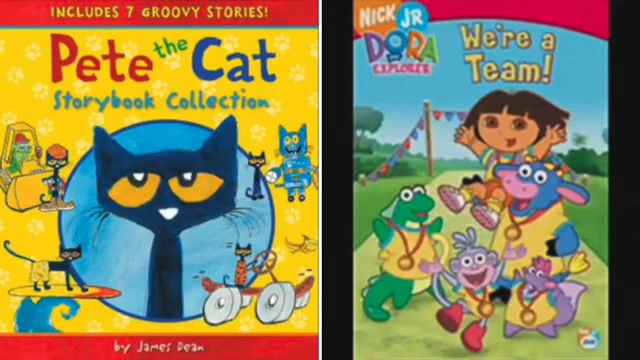 INCLUDES 7 GROOVY STORIES!
Pete the Cat
Storybook Collection
by James Dean
NICK JR
DORA
the
EXPLORER
We're a
Team!